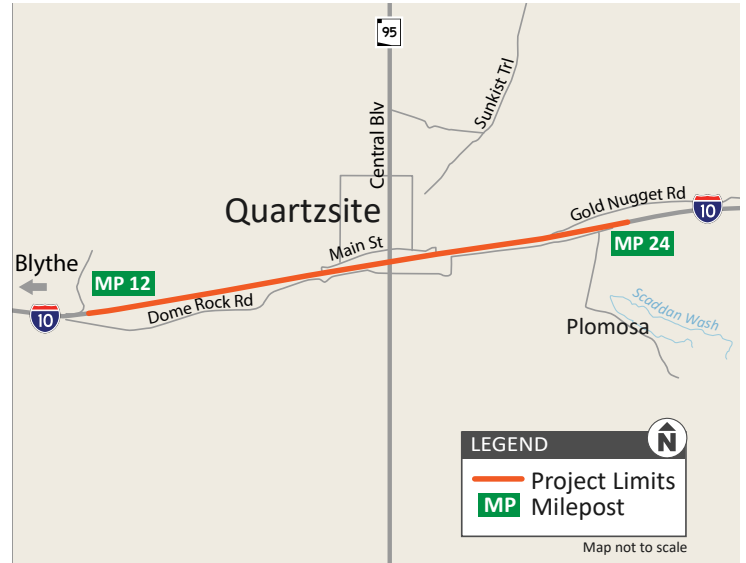 95
Sunkist Trl
Central Blv
Gold Nugget Rd
10
Quartzsite
Main St
MP 24
Blythe
MP 12
Dome Rock Rd
10
Scaddan Wash
Plomosa
N
LEGEND
Project Limits
MP Milepost
Map not to scale